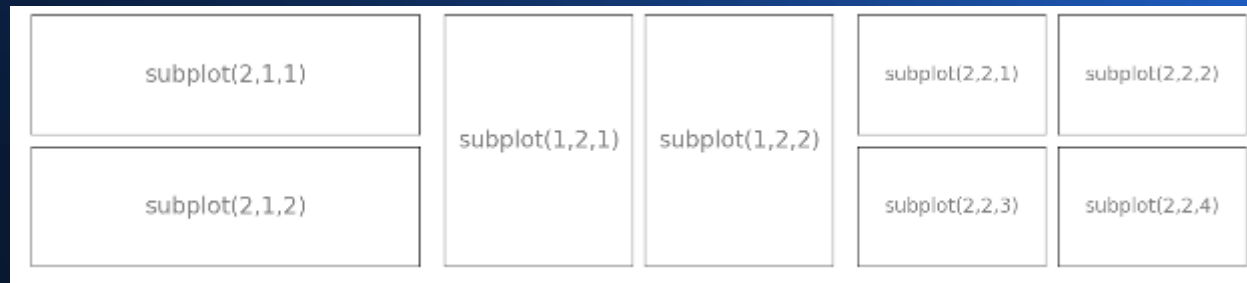 subplot(2,1,1)
subplot(2,1,2)
subplot(1,2,1)
subplot(1,2,2)
subplot(2,2,1)
subplot(2,2,2)
subplot(2,2,3)
subplot(2,2,4)